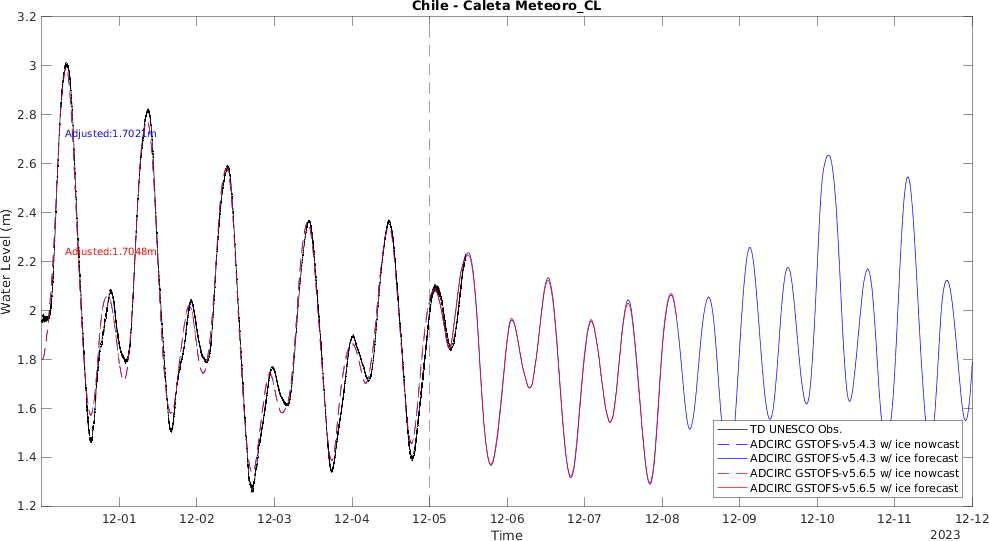 Chile - Caleta Meteoro_CL
3.2
3
2.8
2.6
2.4
2.2
2
1.8
1.6
1.4
1.2
Water Level (m)
Adjusted:1.7021m
Adjusted:1.7048m
TD UNESCO Obs.
ADCIRC GSTOFS-v5.4.3 w/ ice nowcast
ADCIRC GSTOFS-v5.4.3 w/ ice forecast
ADCIRC GSTOFS-v5.6.5 w/ ice nowcast
ADCIRC GSTOFS-v5.6.5 w/ ice forecast
12-01 12-02 12-03 12-04 12-05 12-06 12-07 12-08 12-09 12-10 12-11 12-12
Time
2023